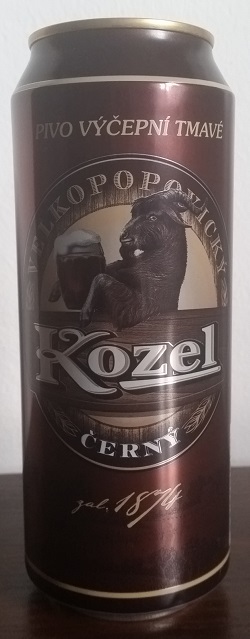 PIVO VÝČEPNÍ TMAVÉ
VELKOPOPOVICKÝ
Kozel
ČERNÝ
zal. 1874